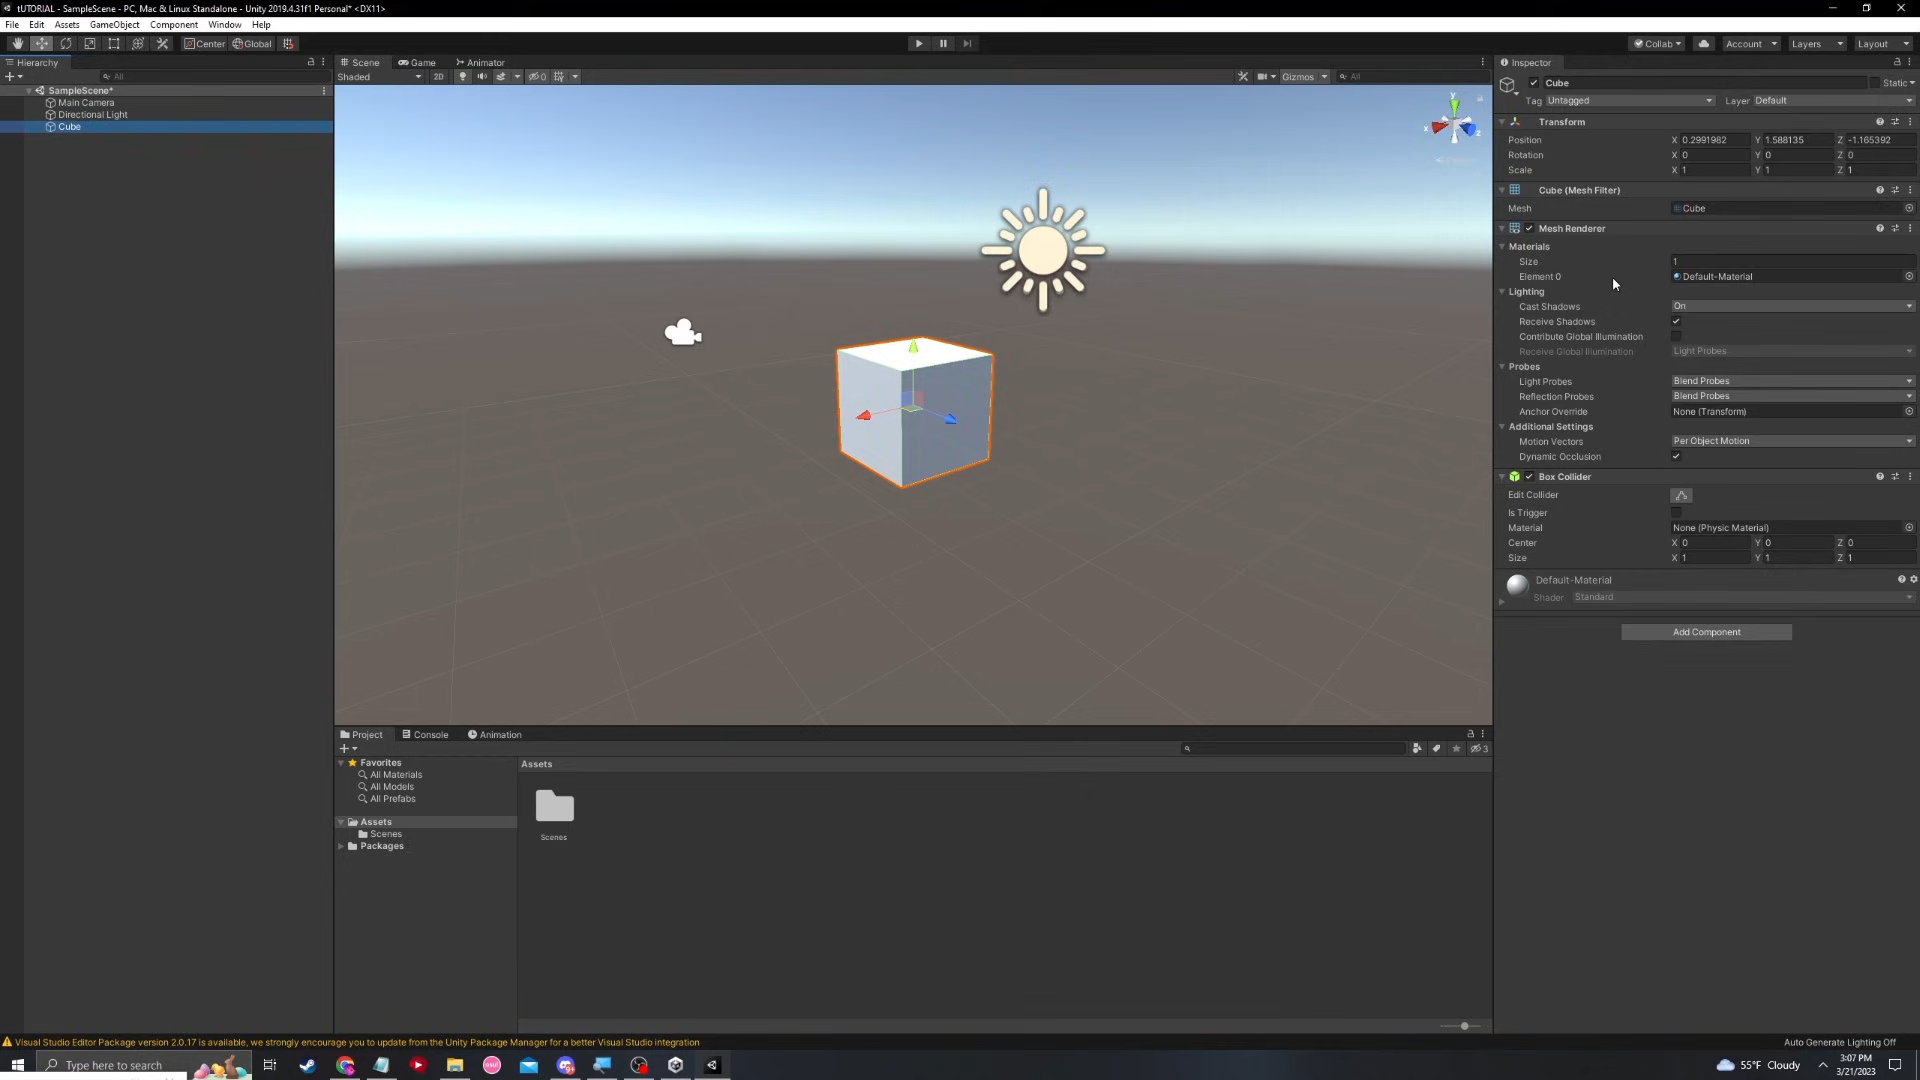 tUTORIAL - SampleScene - PC, Mac & Linux Standalone - Unity 2019.4.31f1 Personal* <DX11>
File Edit Assets GameObject Component Window Help
Center Global Collab Account Layers Layout
Hierarchy
All
SampleScene*
Main Camera
Directional Light
Cube
Scene Game Animator
Shaded 2D 0 Gizmos All
y
x z
Inspector
Cube Static
Tag Untagged Layer Default
Transform
Position X 0.2991982 Y 1.588135 Z -1.165392
Rotation X 0 Y 0 Z 0
Scale X 1 Y 1 Z 1
Cube (Mesh Filter)
Mesh Cube
Mesh Renderer
Materials
Size 1
Element 0 Default-Material
Lighting
Cast Shadows On
Receive Shadows
Contribute Global Illumination
Receive Global Illumination Light Probes
Probes
Light Probes Blend Probes
Reflection Probes Blend Probes
Anchor Override None (Transform)
Additional Settings
Motion Vectors Per Object Motion
Dynamic Occlusion
Box Collider
Edit Collider
Is Trigger
Material None (Physic Material)
Center X 0 Y 0 Z 0
Size X 1 Y 1 Z 1
Default-Material
Shader Standard
Add Component
Project Console Animation
3
Favorites
All Materials
All Models
All Prefabs
Assets
Scenes
Packages
Assets
Scenes
Visual Studio Editor Package version 2.0.17 is available, we strongly encourage you to update from the Unity Package Manager for a better Visual Studio integration
Auto Generate Lighting Off
Type here to search
55°F Cloudy
3:07 PM
3/21/2023